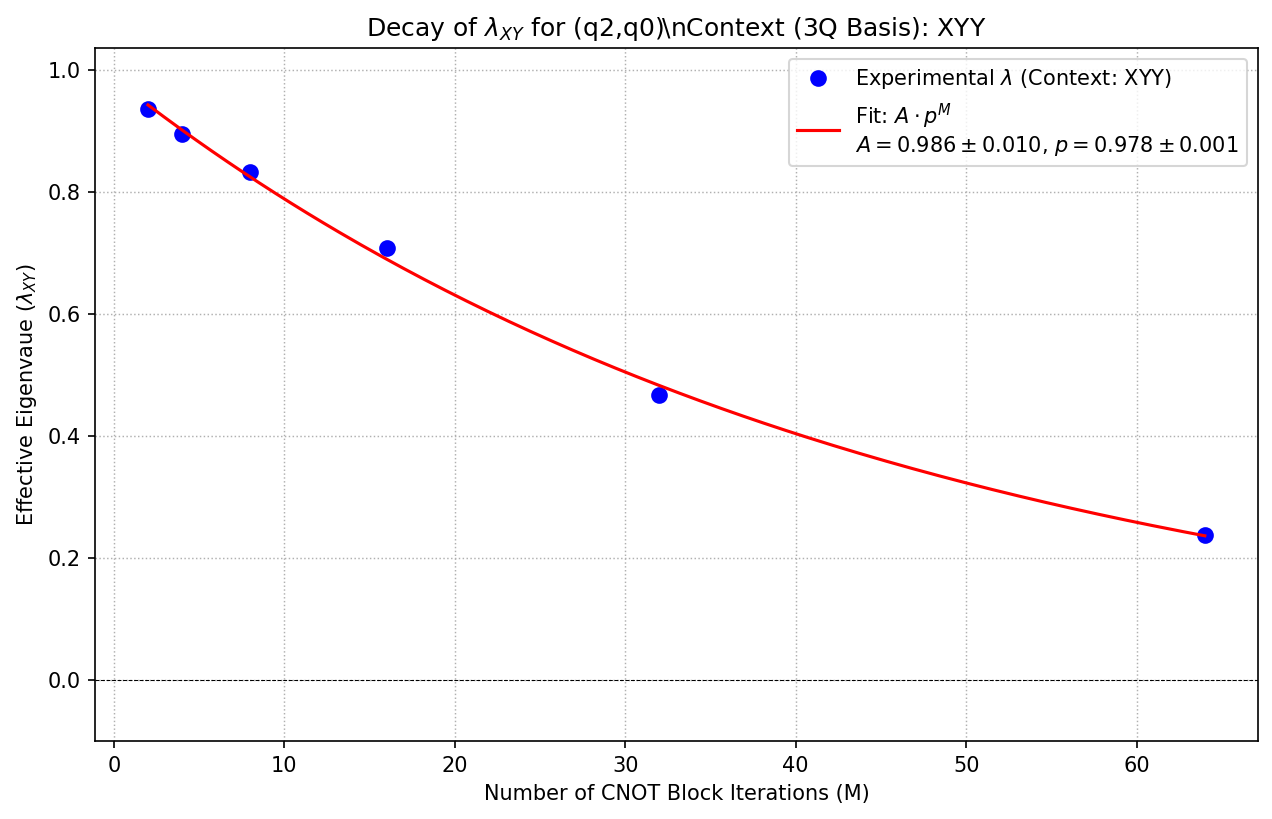 Decay of λ_XY for (q2,q0)\nContext (3Q Basis): XYY
Experimental λ (Context: XYY)
Fit: A · p^M
A = 0.986 ± 0.010, p = 0.978 ± 0.001
Effective Eigenvaue (λ_XY)
1.0
0.8
0.6
0.4
0.2
0.0
0 10 20 30 40 50 60
Number of CNOT Block Iterations (M)